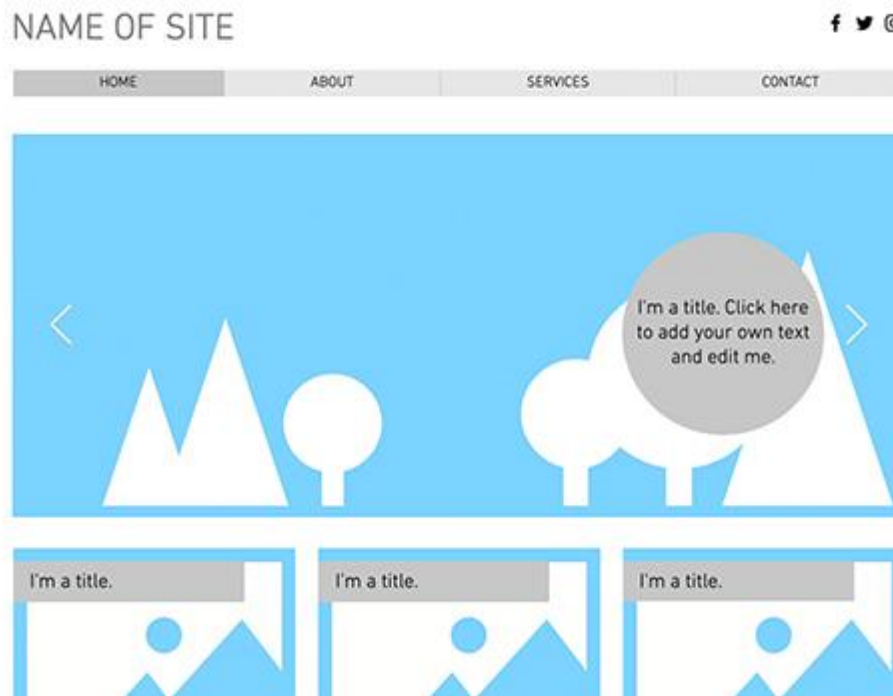 NAME OF SITE
HOME ABOUT SERVICES CONTACT
I'm a title. Click here
to add your own text
and edit me.
I'm a title. I'm a title. I'm a title.